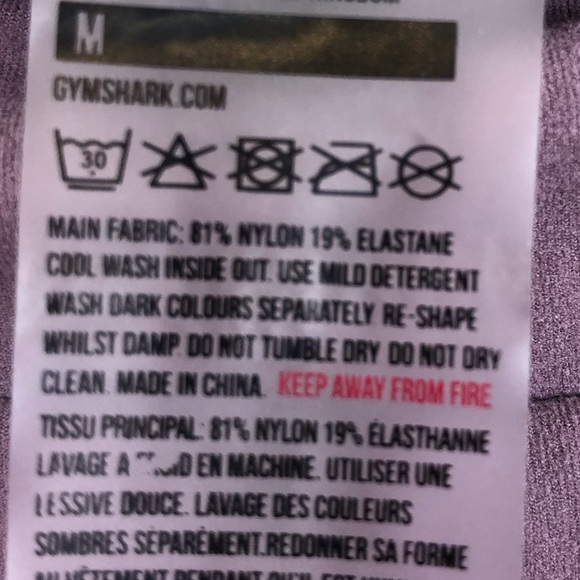 M
GYMSHARK.COM
30
MAIN FABRIC: 81% NYLON 19% ELASTANE
COOL WASH INSIDE OUT. USE MILD DETERGENT
WASH DARK COLOURS SEPARATELY RE-SHAPE
WHILST DAMP. DO NOT TUMBLE DRY DO NOT DRY
CLEAN. MADE IN CHINA. KEEP AWAY FROM FIRE
TISSU PRINCIPAL: 81% NYLON 19% ÉLASTHANNE
LAVAGE A EN MACHINE. UTILISER UNE
LESSIVE DOUCE. LAVAGE DES COULEURS
SOMBRES SÉPARÉMENT.REDONNER SA FORME